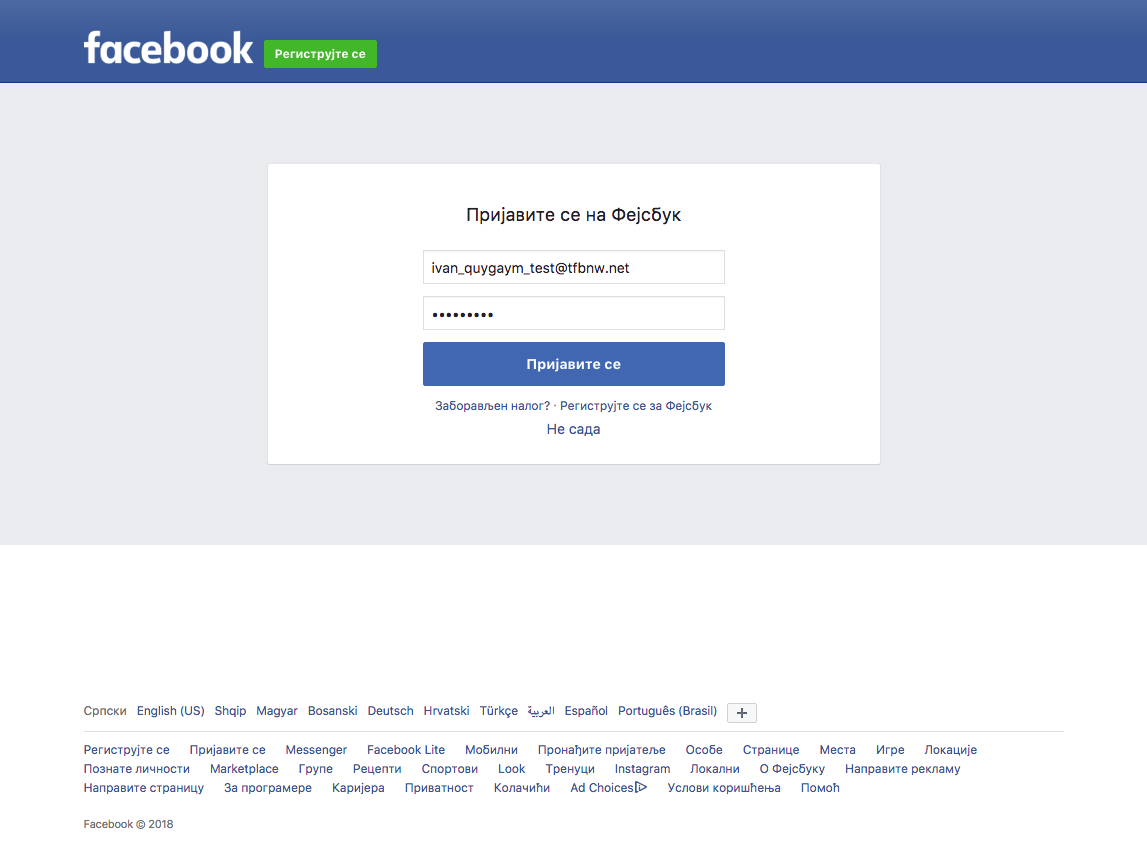 facebook Региструјте се
Пријавите се на Фејсбук
ivan_quygaym_test@tfbnw.net
•••••••••
Пријавите се
Заборављен налог? · Региструјте се за Фејсбук
Не сада
Српски English (US) Shqip Magyar Bosanski Deutsch Hrvatski Türkçe العربية Español Português (Brasil) +
Региструјте се Пријавите се Messenger Facebook Lite Мобилни Пронађите пријатеље Особе Странице Места Игре Локације
Познате личности Marketplace Групе Рецепти Спортови Look Тренуци Instagram Локални О Фејсбуку Направите рекламу
Направите страницу За програмере Каријера Приватност Колачићи Ad Choices Услови коришћења Помоћ
Facebook © 2018